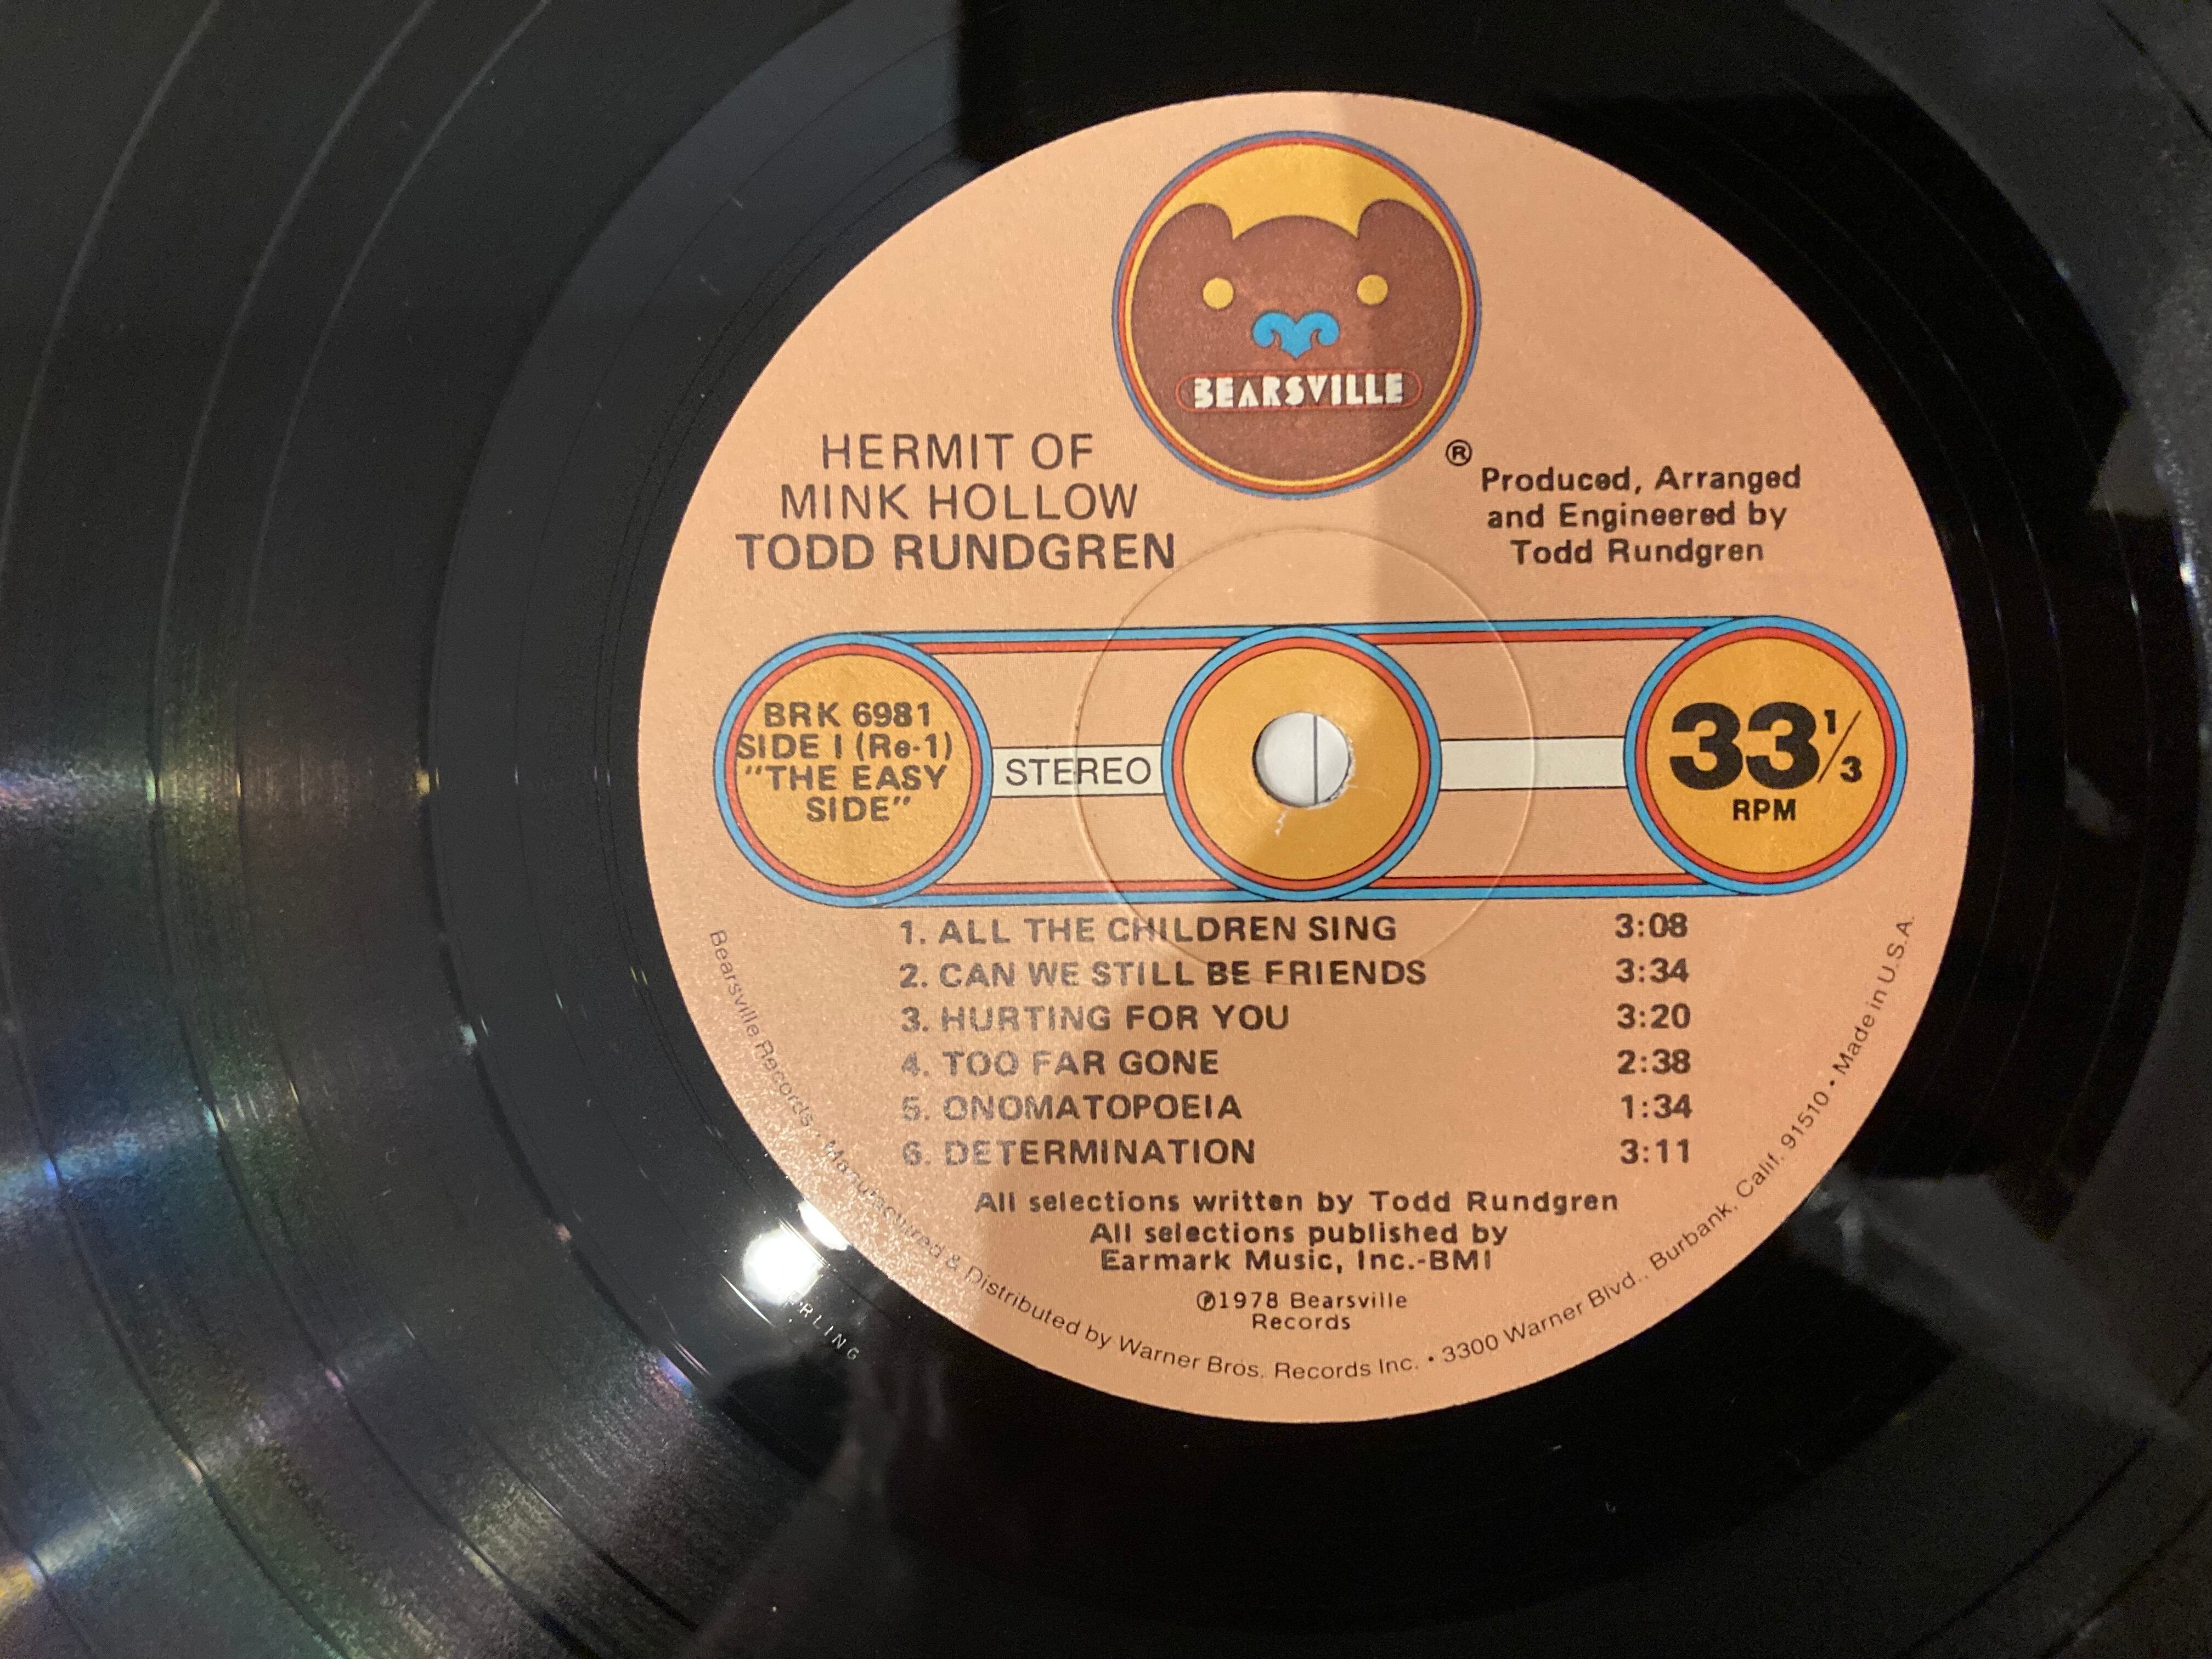 BEARSVILLE
®
HERMIT OF
MINK HOLLOW
TODD RUNDGREN
Produced, Arranged
and Engineered by
Todd Rundgren
BRK 6981
SIDE I (Re-1)
"THE EASY
SIDE"
STEREO
33 1/3
RPM
1. ALL THE CHILDREN SING 3:08
2. CAN WE STILL BE FRIENDS 3:34
3. HURTING FOR YOU 3:20
4. TOO FAR GONE 2:38
5. ONOMATOPOEIA 1:34
6. DETERMINATION 3:11
All selections written by Todd Rundgren
All selections published by
Earmark Music, Inc.-BMI
℗1978 Bearsville
Records
Bearsville Records • Manufactured & Distributed by Warner Bros. Records Inc. • 3300 Warner Blvd., Burbank, Calif. 91510 • Made in U.S.A.